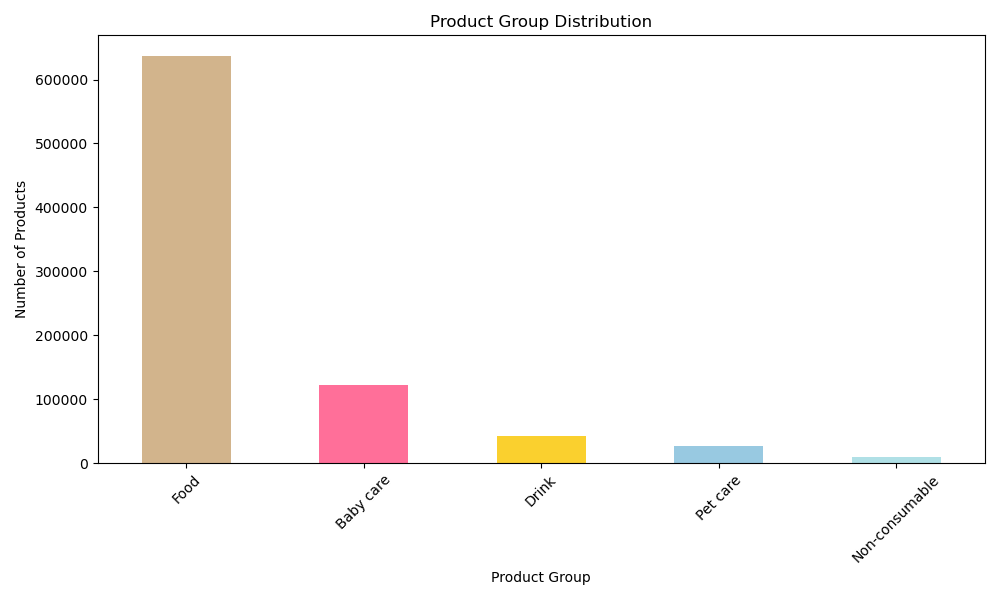 Product Group Distribution
Number of Products
600000
500000
400000
300000
200000
100000
0
Food
Baby care
Drink
Pet care
Non-consumable
Product Group